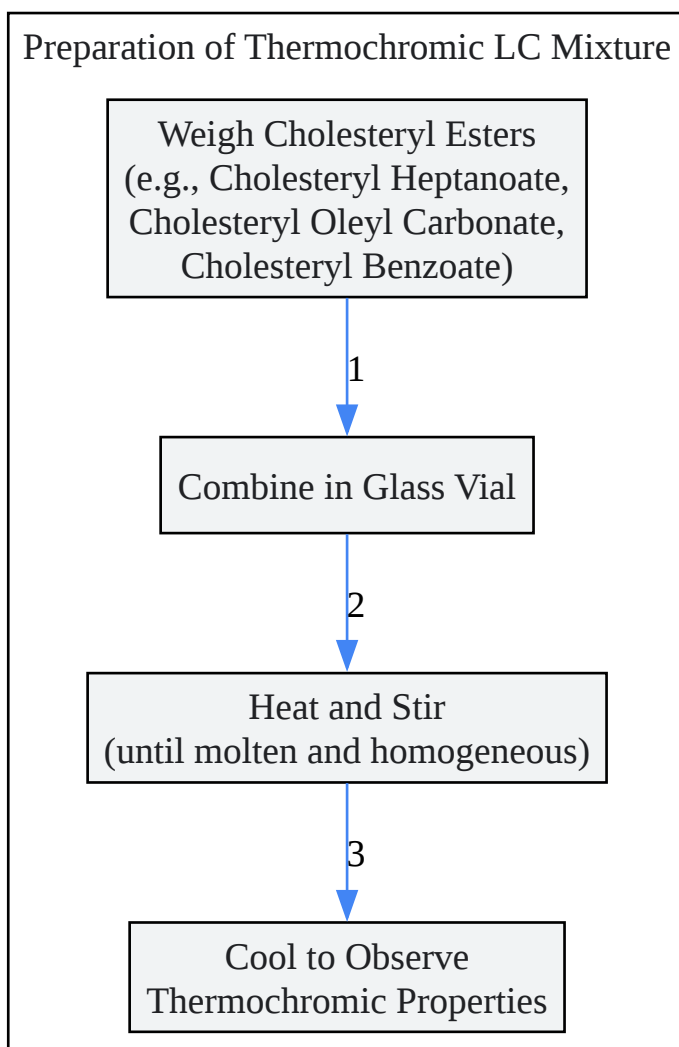 Preparation of Thermochromic LC Mixture
Weigh Cholesteryl Esters
(e.g., Cholesteryl Heptanoate,
Cholesteryl Oleyl Carbonate,
Cholesteryl Benzoate)
1
Combine in Glass Vial
2
Heat and Stir
(until molten and homogeneous)
3
Cool to Observe
Thermochromic Properties